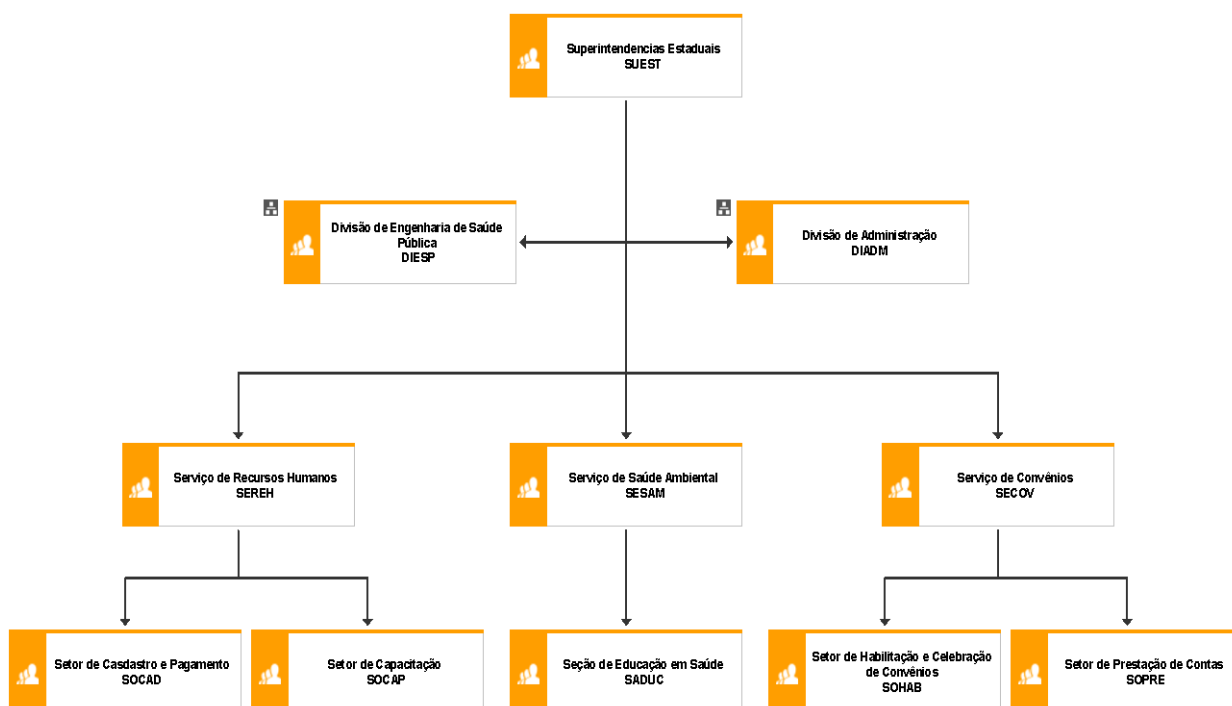 Superintendencias Estaduais
SUEST
Divisão de Engenharia de Saúde
Pública
DIESP
Divisão de Administração
DIADM
Serviço de Recursos Humanos
SEREH
Serviço de Saúde Ambiental
SESAM
Serviço de Convênios
SECOV
Setor de Casdastro e Pagamento
SOCAD
Setor de Capacitação
SOCAP
Seção de Educação em Saúde
SADUC
Setor de Habilitação e Celebração
de Convênios
SOHAB
Setor de Prestação de Contas
SOPRE